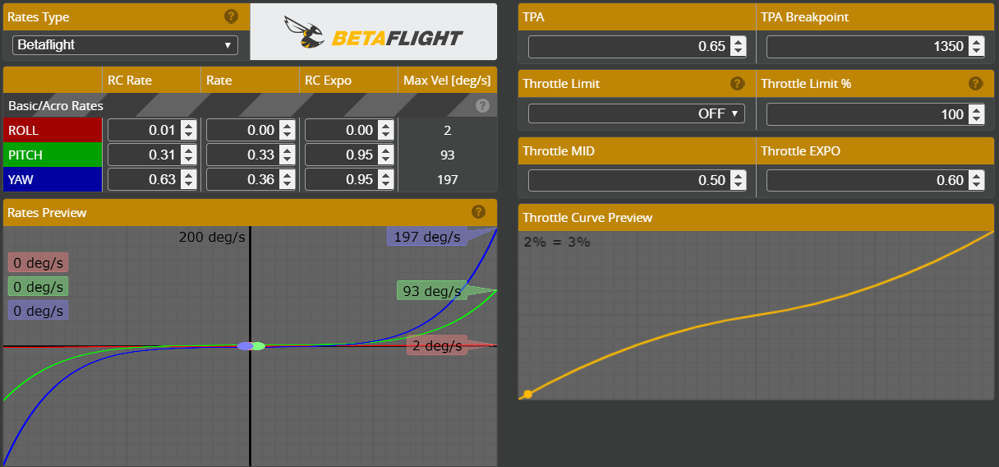 Rates Type ?
Betaflight
BETAFLIGHT
RC Rate Rate RC Expo Max Vel [deg/s]
Basic/Acro Rates ?
ROLL 0.01 0.00 0.00 2
PITCH 0.31 0.33 0.95 93
YAW 0.63 0.36 0.95 197
Rates Preview ?
200 deg/s 197 deg/s
0 deg/s
0 deg/s 93 deg/s
0 deg/s
2 deg/s
TPA TPA Breakpoint
0.65 1350
Throttle Limit ? Throttle Limit % ?
OFF 100
Throttle MID Throttle EXPO
0.50 0.60
Throttle Curve Preview
2% = 3%